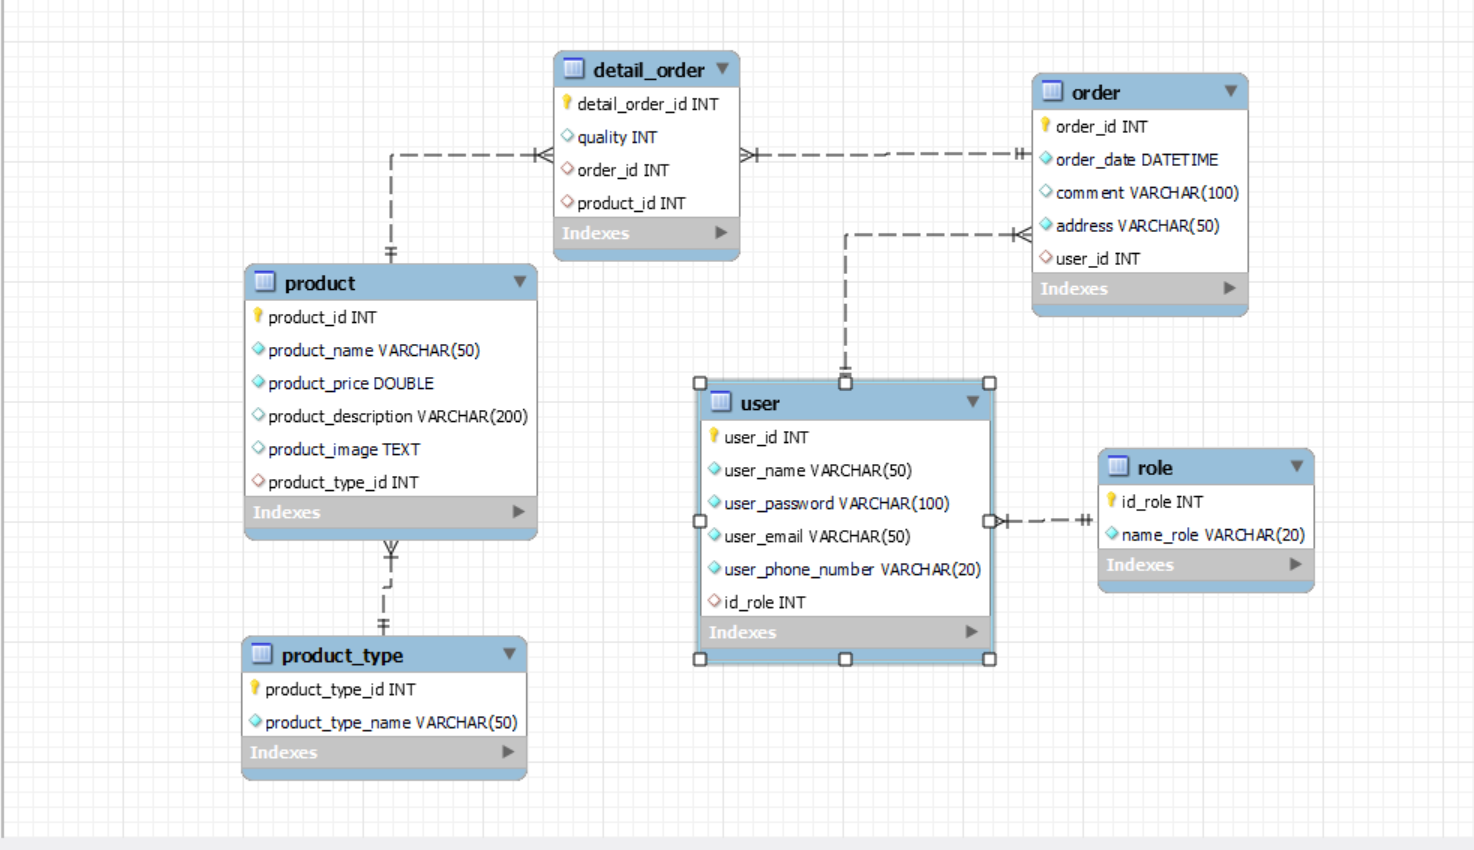 detail_order
detail_order_id INT
quality INT
order_id INT
product_id INT
Indexes
order
order_id INT
order_date DATETIME
comment VARCHAR(100)
address VARCHAR(50)
user_id INT
Indexes
product
product_id INT
product_name VARCHAR(50)
product_price DOUBLE
product_description VARCHAR(200)
product_image TEXT
product_type_id INT
Indexes
user
user_id INT
user_name VARCHAR(50)
user_password VARCHAR(100)
user_email VARCHAR(50)
user_phone_number VARCHAR(20)
id_role INT
Indexes
role
id_role INT
name_role VARCHAR(20)
Indexes
product_type
product_type_id INT
product_type_name VARCHAR(50)
Indexes